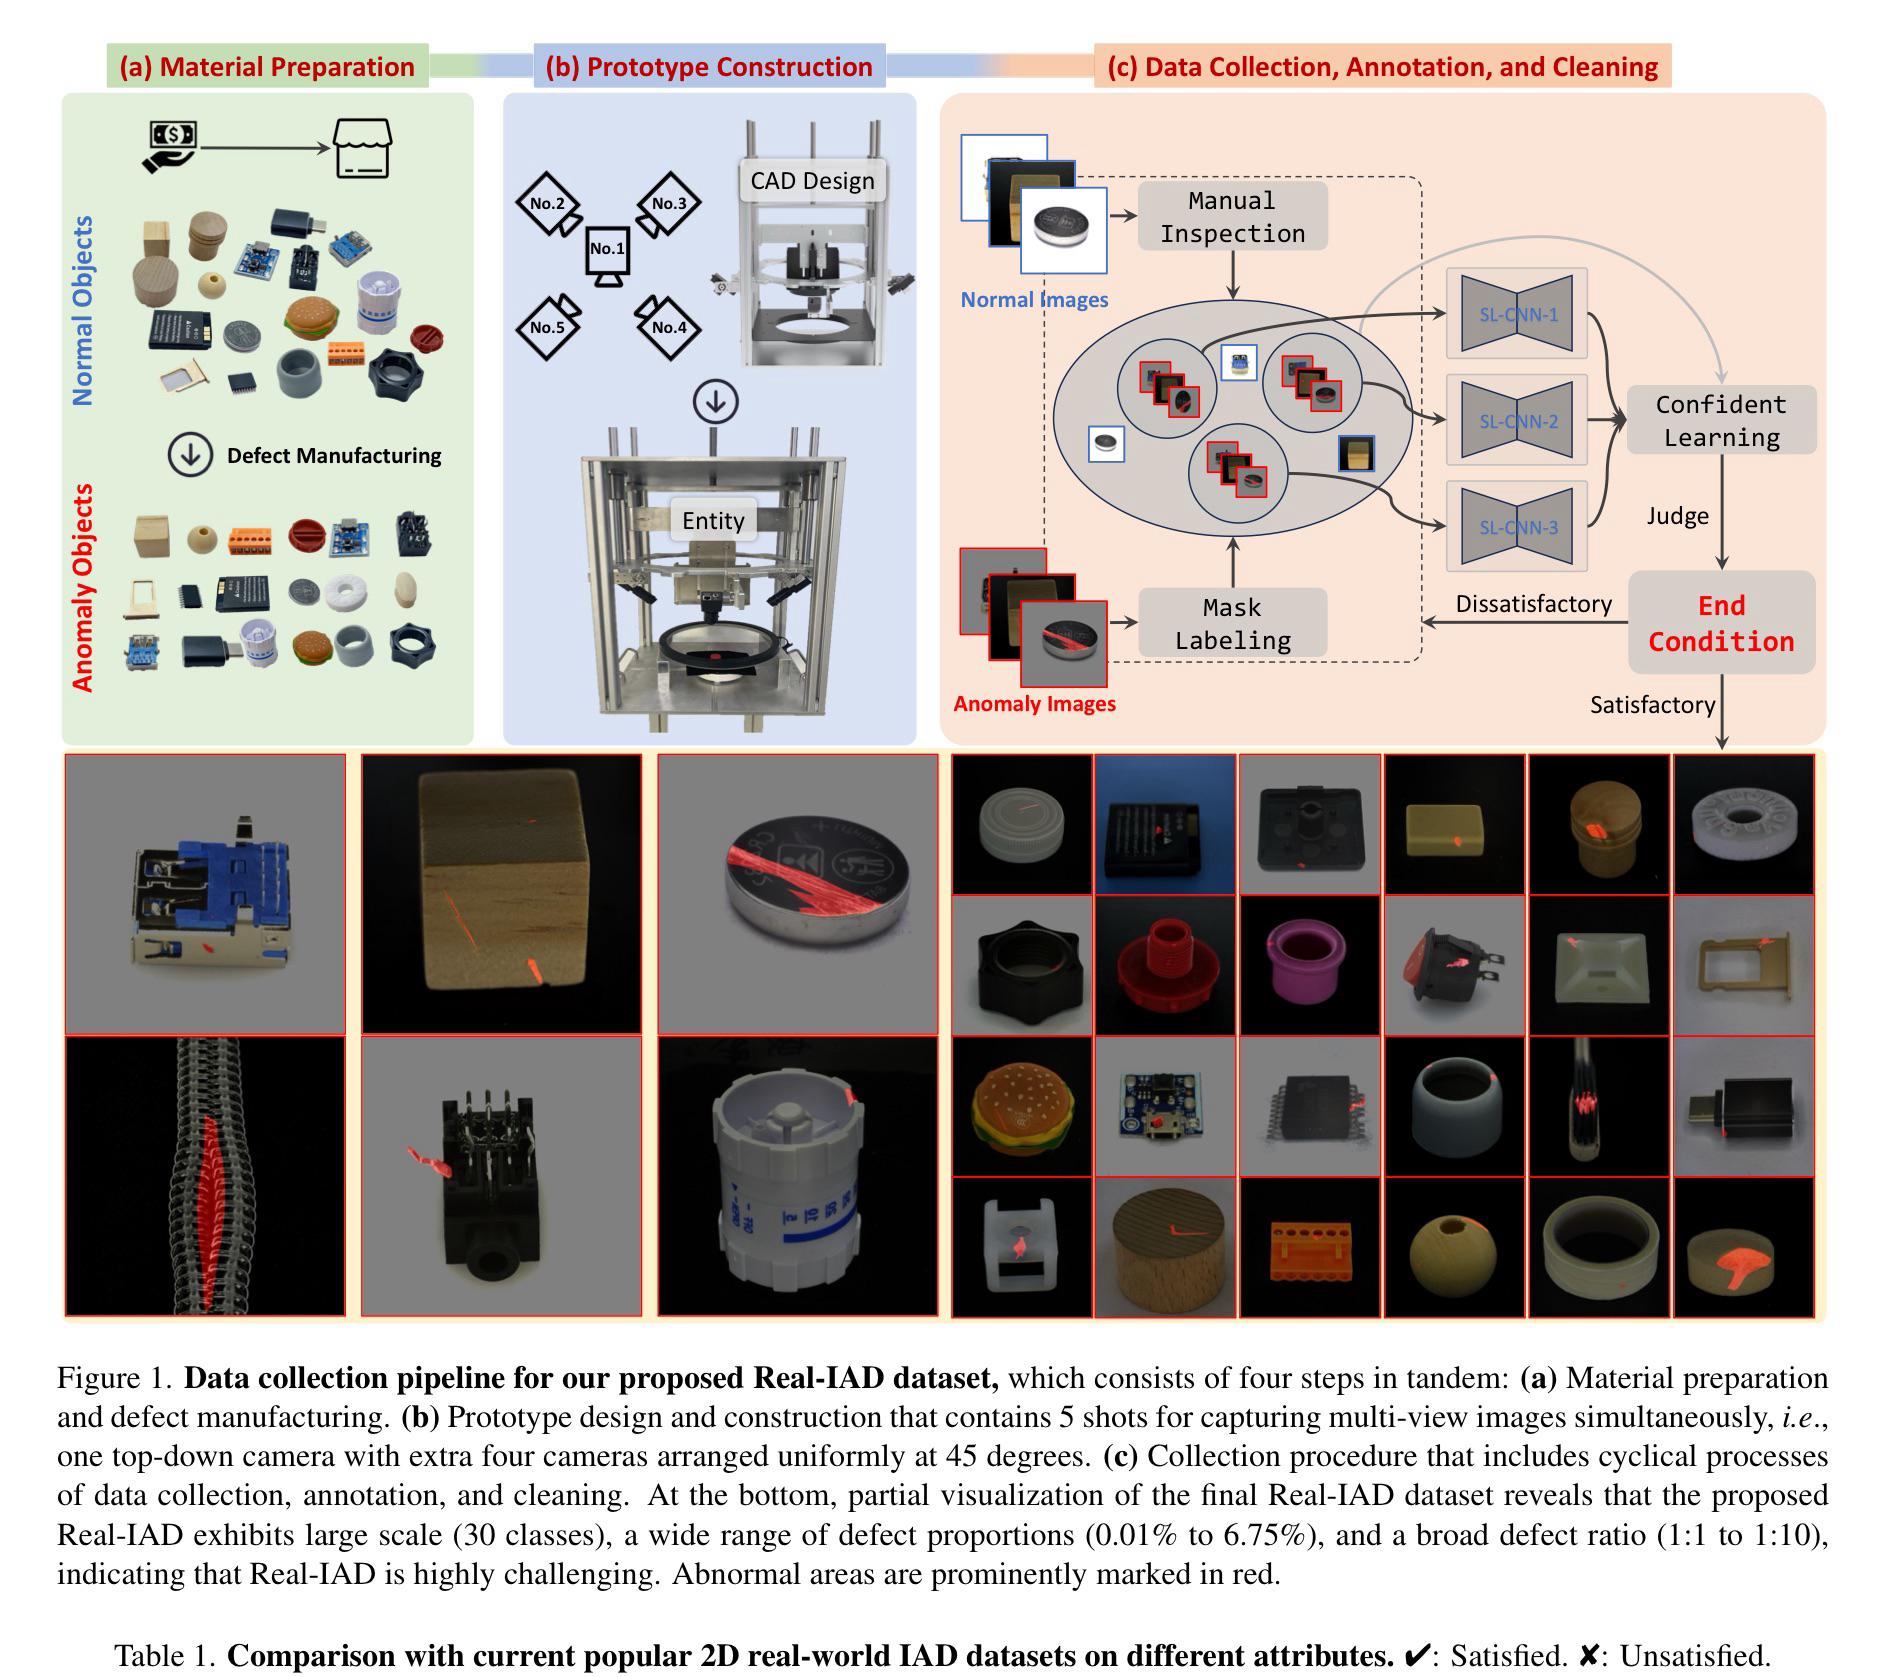 (a) Material Preparation
(b) Prototype Construction
(c) Data Collection, Annotation, and Cleaning
Normal Objects
Defect Manufacturing
Anomaly Objects
No.2
No.3
No.1
No.5
No.4
CAD Design
Entity
Manual
Inspection
Normal Images
SL-CNN-1
SL-CNN-2
SL-CNN-3
Confident
Learning
Judge
Mask
Labeling
Anomaly Images
Dissatisfactory
End
Condition
Satisfactory
Figure 1. Data collection pipeline for our proposed Real-IAD dataset, which consists of four steps in tandem: (a) Material preparation
and defect manufacturing. (b) Prototype design and construction that contains 5 shots for capturing multi-view images simultaneously, i.e.,
one top-down camera with extra four cameras arranged uniformly at 45 degrees. (c) Collection procedure that includes cyclical processes
of data collection, annotation, and cleaning. At the bottom, partial visualization of the final Real-IAD dataset reveals that the proposed
Real-IAD exhibits large scale (30 classes), a wide range of defect proportions (0.01% to 6.75%), and a broad defect ratio (1:1 to 1:10),
indicating that Real-IAD is highly challenging. Abnormal areas are prominently marked in red.
Table 1. Comparison with current popular 2D real-world IAD datasets on different attributes. ✔: Satisfied. ✘: Unsatisfied.